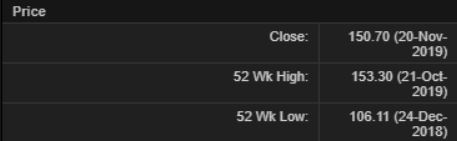 Price
Close: 150.70 (20-Nov-
2019)
52 Wk High: 153.30 (21-Oct-
2019)
52 Wk Low: 106.11 (24-Dec-
2018)